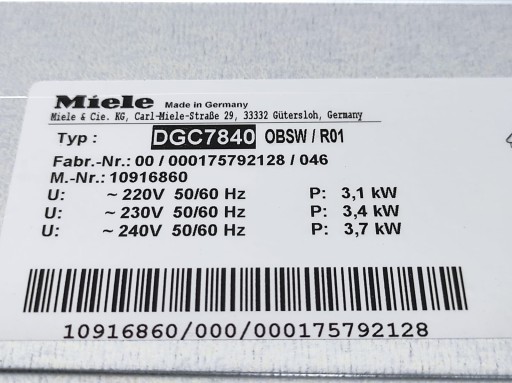 Miele Made in Germany
Miele & Cie. KG, Carl-Miele-Straße 29, 33332 Gütersloh, Germany
Typ : DGC7840 OBSW / R01
Fabr.-Nr.: 00 / 000175792128 / 046
M.-Nr.: 10916860
U: ~ 220V 50/60 Hz P: 3,1 kW
U: ~ 230V 50/60 Hz P: 3,4 kW
U: ~ 240V 50/60 Hz P: 3,7 kW
10916860/000/000175792128